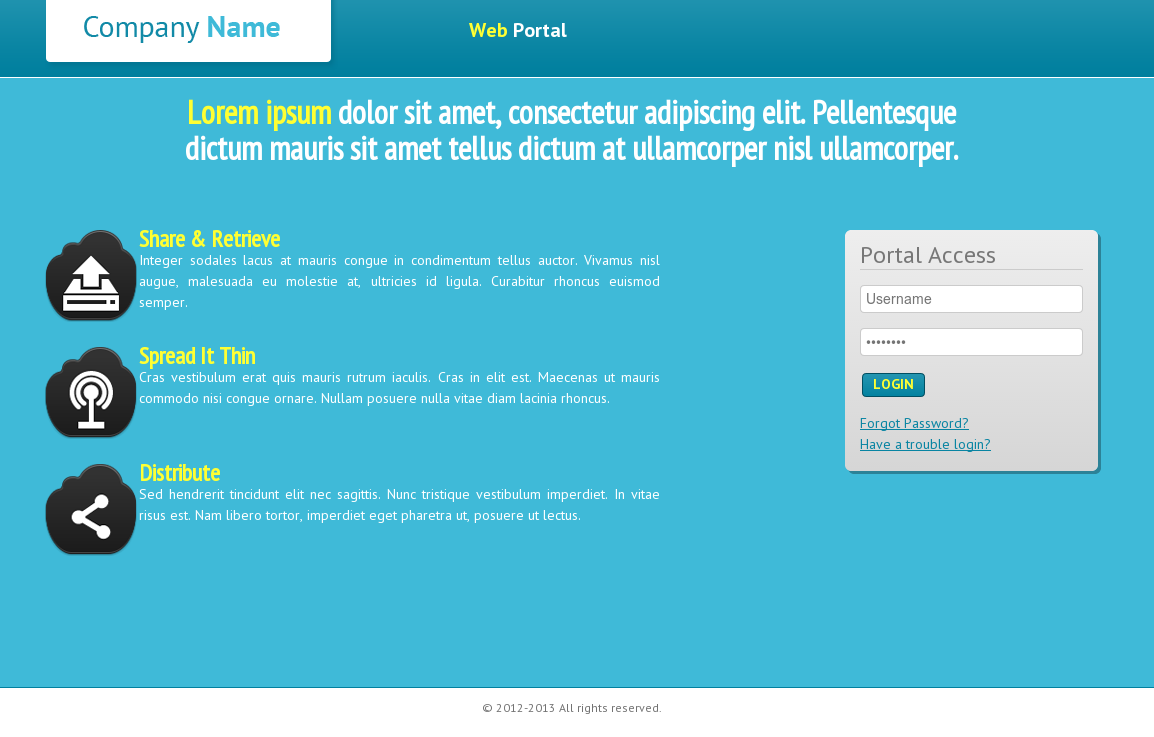 Company Name
Web Portal
Lorem ipsum dolor sit amet, consectetur adipiscing elit. Pellentesque
dictum mauris sit amet tellus dictum at ullamcorper nisl ullamcorper.
Share & Retrieve
Integer sodales lacus at mauris congue in condimentum tellus auctor. Vivamus nisl
augue, malesuada eu molestie at, ultricies id ligula. Curabitur rhoncus euismod
semper.
Spread It Thin
Cras vestibulum erat quis mauris rutrum iaculis. Cras in elit est. Maecenas ut mauris
commodo nisi congue ornare. Nullam posuere nulla vitae diam lacinia rhoncus.
Distribute
Sed hendrerit tincidunt elit nec sagittis. Nunc tristique vestibulum imperdiet. In vitae
risus est. Nam libero tortor, imperdiet eget pharetra ut, posuere ut lectus.
Portal Access
Username
••••••••
LOGIN
Forgot Password?
Have a trouble login?
© 2012-2013 All rights reserved.